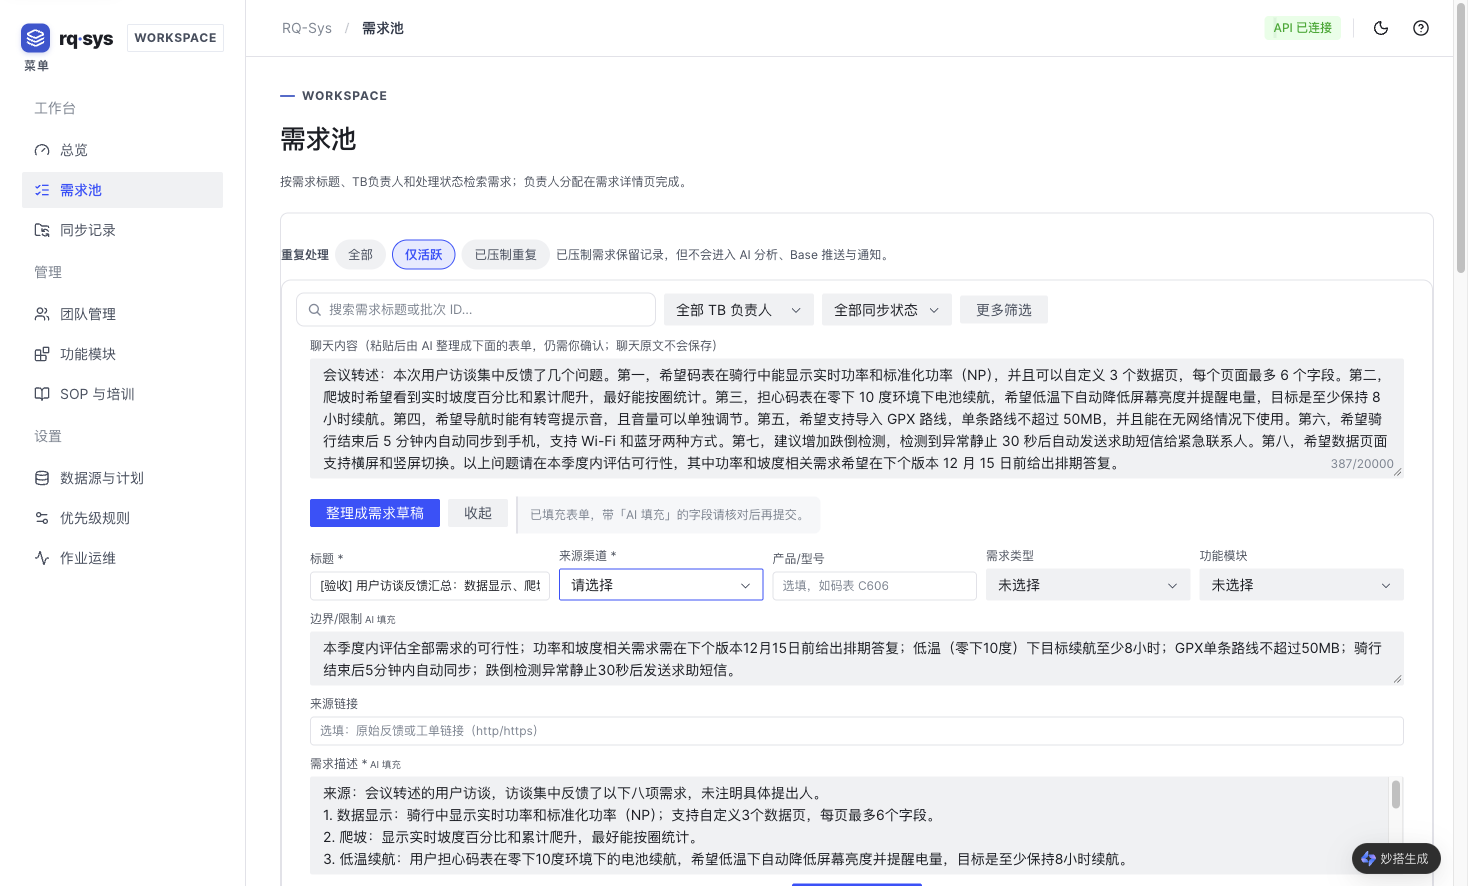 rq·sys
WORKSPACE
菜单
工作台
总览
需求池
同步记录
管理
团队管理
功能模块
SOP 与培训
设置
数据源与计划
优先级规则
作业运维
RQ-Sys / 需求池
API 已连接
WORKSPACE
需求池
按需求标题、TB负责人和处理状态检索需求；负责人分配在需求详情页完成。
重复处理 全部 仅活跃 已压制重复 已压制需求保留记录，但不会进入 AI 分析、Base 推送与通知。
搜索需求标题或批次 ID... 全部 TB 负责人 全部同步状态 更多筛选
聊天内容（粘贴后由 AI 整理成下面的表单，仍需你确认；聊天原文不会保存）
会议转述：本次用户访谈集中反馈了几个问题。第一，希望码表在骑行中能显示实时功率和标准化功率（NP），并且可以自定义 3 个数据页，每个页面最多 6 个字段。第二，
爬坡时希望看到实时坡度百分比和累计爬升，最好能按圈统计。第三，担心码表在零下 10 度环境下电池续航，希望低温下自动降低屏幕亮度并提醒电量，目标是至少保持 8
小时续航。第四，希望导航时能有转弯提示音，且音量可以单独调节。第五，希望支持导入 GPX 路线，单条路线不超过 50MB，并且能在无网络情况下使用。第六，希望骑
行结束后 5 分钟内自动同步到手机，支持 Wi-Fi 和蓝牙两种方式。第七，建议增加跌倒检测，检测到异常静止 30 秒后自动发送求助短信给紧急联系人。第八，希望数据页面
支持横屏和竖屏切换。以上问题请在本季度内评估可行性，其中功率和坡度相关需求希望在下个版本 12 月 15 日前给出排期答复。
387/20000
整理成需求草稿 收起 已填充表单，带「AI 填充」的字段请核对后再提交。
标题 * 来源渠道 * 产品/型号 需求类型 功能模块
[验收] 用户访谈反馈汇总：数据显示、爬 请选择 选填，如码表 C606 未选择 未选择
边界/限制 AI 填充
本季度内评估全部需求的可行性；功率和坡度相关需求需在下个版本12月15日前给出排期答复；低温（零下10度）下目标续航至少8小时；GPX单条路线不超过50MB；骑行
结束后5分钟内自动同步；跌倒检测异常静止30秒后发送求助短信。
来源链接
选填：原始反馈或工单链接（http/https）
需求描述 * AI 填充
来源：会议转述的用户访谈，访谈集中反馈了以下八项需求，未注明具体提出人。
1. 数据显示：骑行中显示实时功率和标准化功率（NP）；支持自定义3个数据页，每页最多6个字段。
2. 爬坡：显示实时坡度百分比和累计爬升，最好能按圈统计。
3. 低温续航：用户担心码表在零下10度环境下的电池续航，希望低温下自动降低屏幕亮度并提醒电量，目标是至少保持8小时续航。
妙搭生成